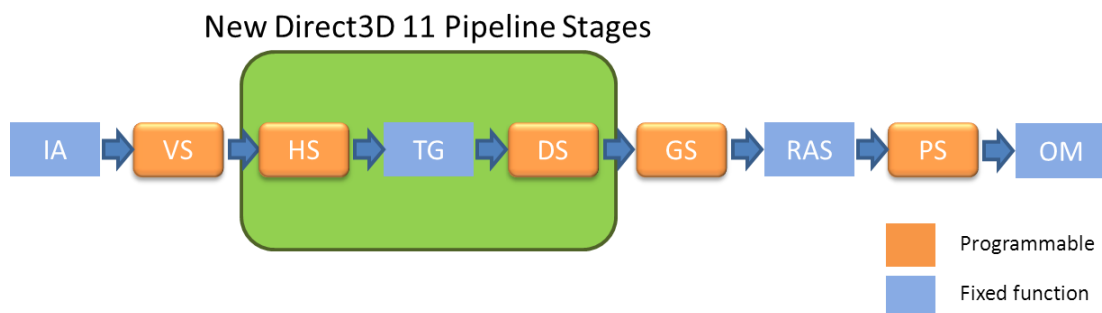 New Direct3D 11 Pipeline Stages
IA VS HS TG DS GS RAS PS OM
Programmable
Fixed function